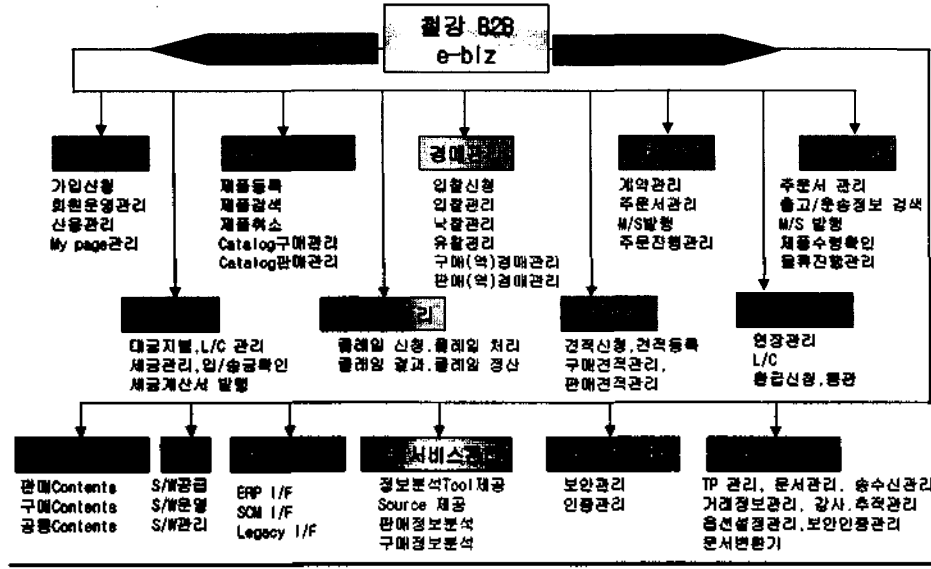 철강 B2B
e-biz
경매관
가입신청
회원운영관리
신용관리
My page관리
제품등록
제품검색
제품취소
Catalog구매관리
Catalog판매관리
입찰신청
입찰관리
낙찰관리
유찰관리
구매(역)경매관리
판매(역)경매관리
계약관리
주문서관리
M/S발행
주문진행관리
주문서 관리
출고/운송정보 검색
M/S 발행
제품수령확인
물류진행관리
리
대금지불,L/C 관리
세금관리,입/송금확인
세금계산서 발행
클레임 신청.클레임 처리
클레임 결과.클레임 정산
견적신청,견적등록
구매견적관리,
판매견적관리
연장관리
L/C
환급신청,통관
서비스관
판매Contents
구매Contents
공통Contents
S/W공급
S/W운영
S/W관리
ERP I/F
SCM I/F
Legacy I/F
정보분석Tool제공
Source 제공
판매정보분석
구매정보분석
보안관리
인증관리
TP 관리, 문서관리, 송수신관리
거래정보관리, 감사.추적관리
옵션설정관리,보안인증관리
문서변환기